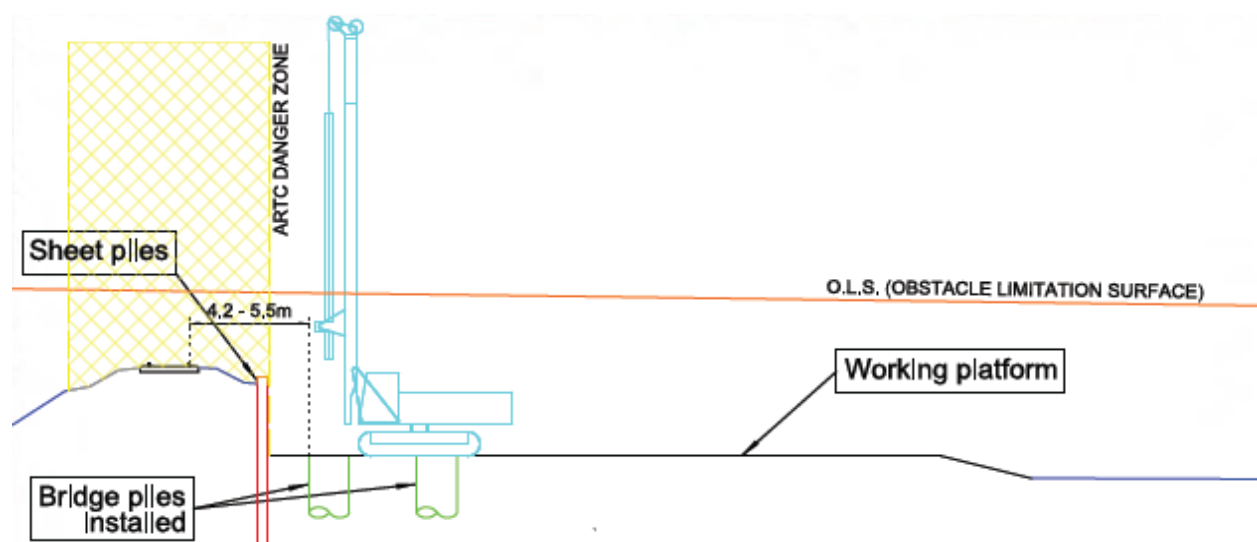 ARTC DANGER ZONE
Sheet piles
O.L.S. (OBSTACLE LIMITATION SURFACE)
4.2 - 5.5m
Working platform
Bridge piles
installed